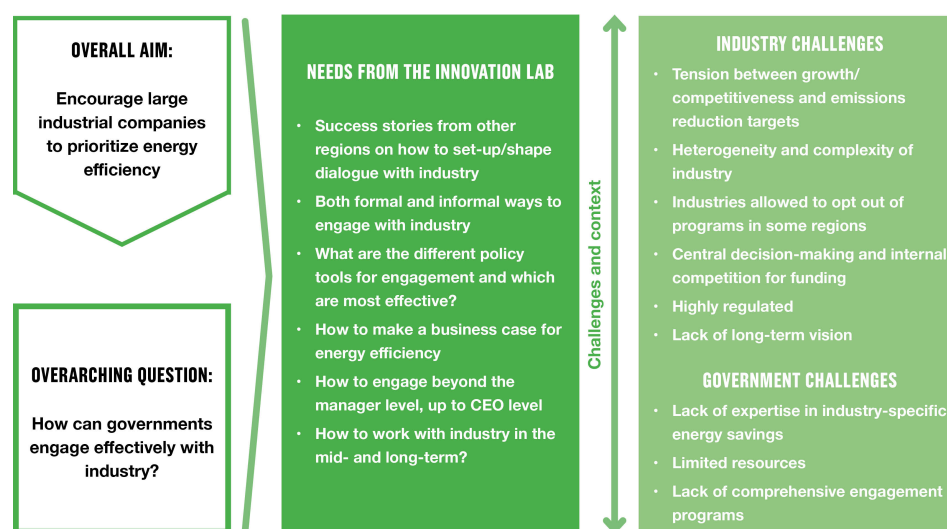 OVERALL AIM:
Encourage large
industrial companies
to prioritize energy
efficiency
OVERARCHING QUESTION:
How can governments
engage effectively with
industry?
NEEDS FROM THE INNOVATION LAB
• Success stories from other
regions on how to set-up/shape
dialogue with industry
• Both formal and informal ways to
engage with industry
• What are the different policy
tools for engagement and which
are most effective?
• How to make a business case for
energy efficiency
• How to engage beyond the
manager level, up to CEO level
• How to work with industry in the
mid- and long-term?
Challenges and context
INDUSTRY CHALLENGES
• Tension between growth/
competitiveness and emissions
reduction targets
• Heterogeneity and complexity of
industry
• Industries allowed to opt out of
programs in some regions
• Central decision-making and internal
competition for funding
• Highly regulated
• Lack of long-term vision
GOVERNMENT CHALLENGES
• Lack of expertise in industry-specific
energy savings
• Limited resources
• Lack of comprehensive engagement
programs